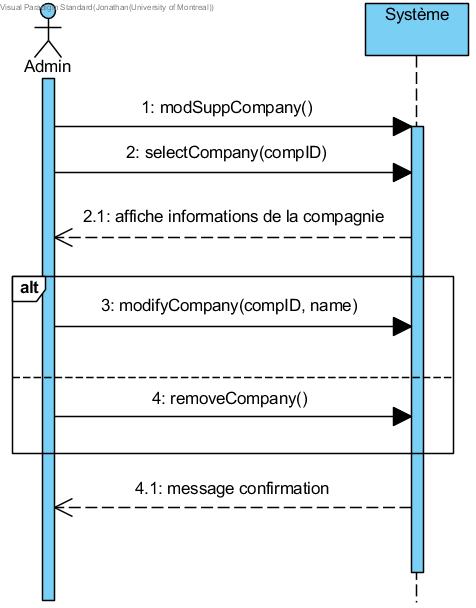 Visual Paradigm Standard(Jonathan(University of Montreal))
Système
Admin
1: modSuppCompany()
2: selectCompany(compID)
2.1: affiche informations de la compagnie
alt
3: modifyCompany(compID, name)
4: removeCompany()
4.1: message confirmation